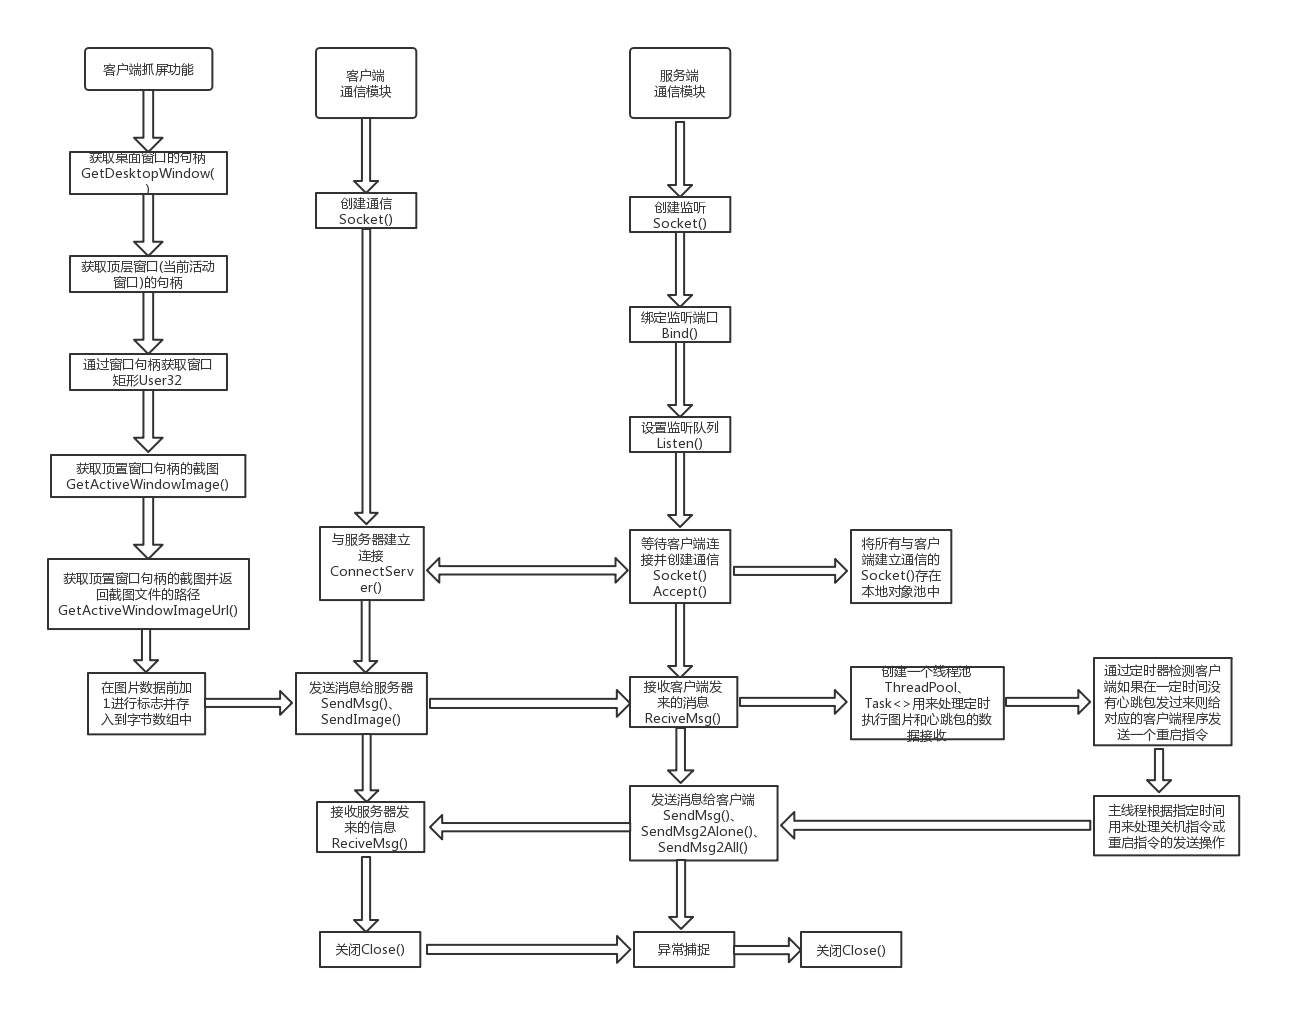 客户端抓屏功能
获取桌面窗口的句柄
GetDesktopWindow(
)
获取顶层窗口(当前活动
窗口)的句柄
通过窗口句柄获取窗口
矩形User32
获取顶置窗口句柄的截图
GetActiveWindowImage()
获取顶置窗口句柄的截图并返
回截图文件的路径
GetActiveWindowImageUrl()
在图片数据前加
1进行标志并存
入到字节数组中
客户端
通信模块
创建通信
Socket()
与服务器建立
连接
ConnectServ
er()
发送消息给服务器
SendMsg()、
SendImage()
接收服务器发
来的信息
ReciveMsg()
关闭Close()
服务端
通信模块
创建监听
Socket()
绑定监听端口
Bind()
设置监听队列
Listen()
等待客户端连
接并创建通信
Socket()
Accept()
将所有与客户
端建立通信的
Socket()存在
本地对象池中
接收客户端发
来的消息
ReciveMsg()
创建一个线程池
ThreadPool、
Task<>用来处理定时
执行图片和心跳包的数
据接收
通过定时器检测客户
端如果在一定时间没
有心跳包发过来则给
对应的客户端程序发
送一个重启指令
主线程根据指定时间
用来处理关机指令或
重启指令的发送操作
发送消息给客户端
SendMsg()、
SendMsg2Alone()、
SendMsg2All()
异常捕捉
关闭Close()